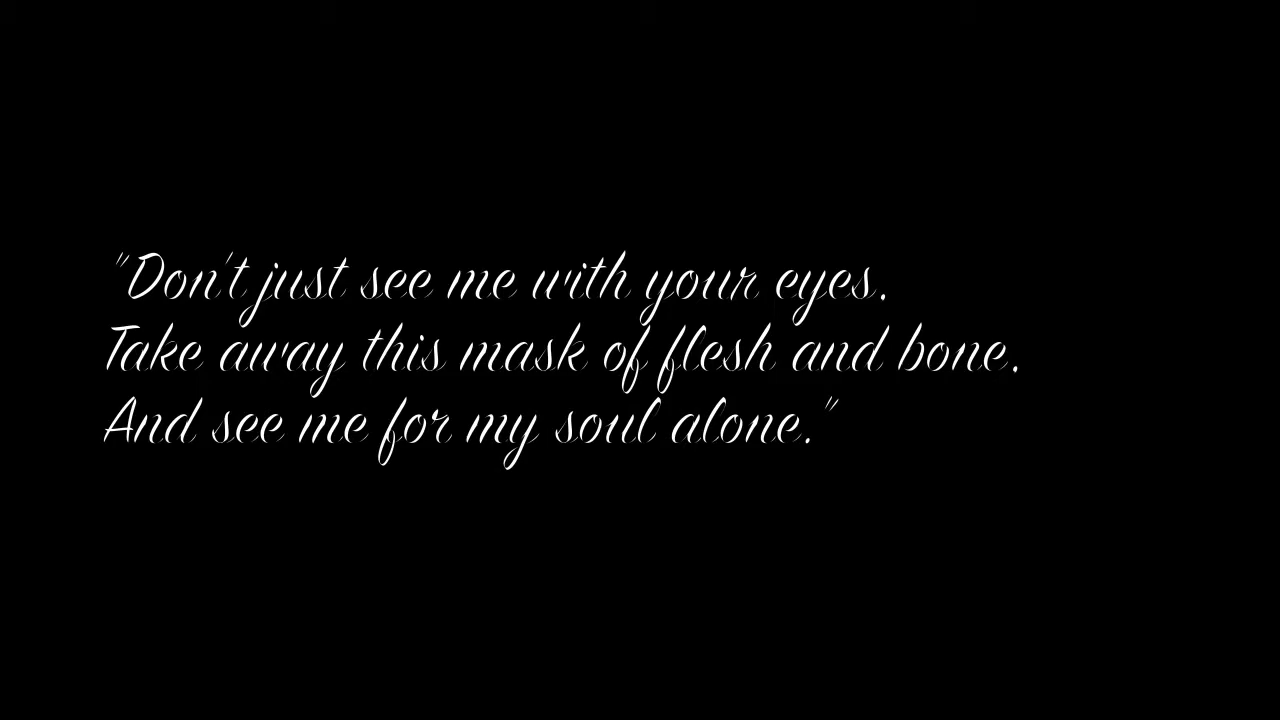 "Don't just see me with your eyes.
Take away this mask of flesh and bone.
And see me for my soul alone."